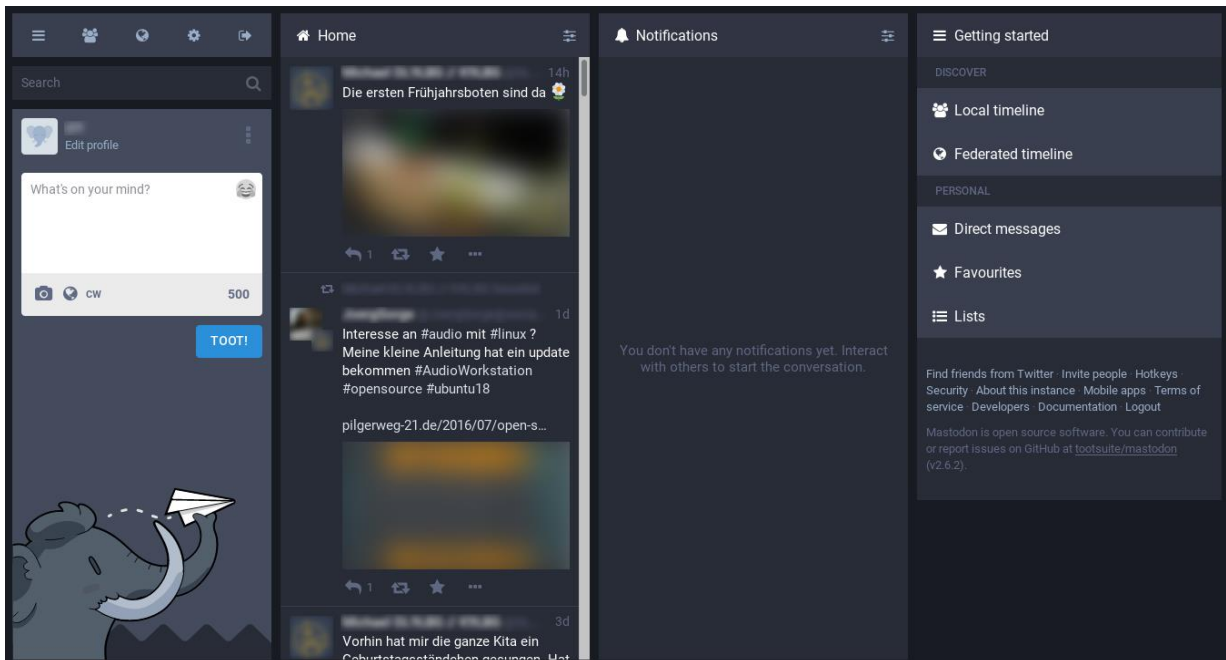 Search
Edit profile
What's on your mind?
CW
500
TOOT!
Home
14h
Die ersten Frühjahrsboten sind da
1
1d
Interesse an #audio mit #linux ?
Meine kleine Anleitung hat ein update
bekommen #AudioWorkstation
#opensource #ubuntu18
pilgerweg-21.de/2016/07/open-s…
1
3d
Vorhin hat mir die ganze Kita ein
Geburtstagsständchen gesungen. Hat
Notifications
You don't have any notifications yet. Interact
with others to start the conversation.
Getting started
DISCOVER
Local timeline
Federated timeline
PERSONAL
Direct messages
Favourites
Lists
Find friends from Twitter · Invite people · Hotkeys ·
Security · About this instance · Mobile apps · Terms of
service · Developers · Documentation · Logout
Mastodon is open source software. You can contribute
or report issues on GitHub at tootsuite/mastodon
(v2.6.2).